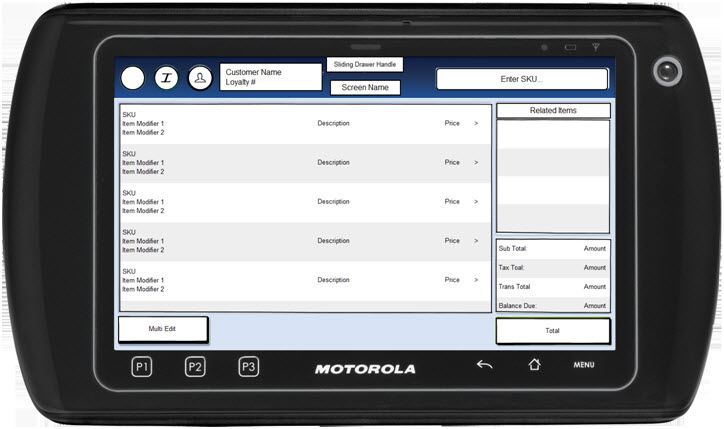 Sliding Drawer Handle
Customer Name
Loyalty #
Screen Name
Enter SKU...
Related Items
SKU
Item Modifier 1
Item Modifier 2
Description
Price
>
SKU
Item Modifier 1
Item Modifier 2
Description
Price
>
SKU
Item Modifier 1
Item Modifier 2
Description
Price
>
SKU
Item Modifier 1
Item Modifier 2
Description
Price
>
SKU
Item Modifier 1
Item Modifier 2
Description
Price
>
Sub Total: Amount
Tax Toal: Amount
Trans Total Amount
Balance Due: Amount
Multi Edit
Total
P1 P2 P3
MOTOROLA
MENU